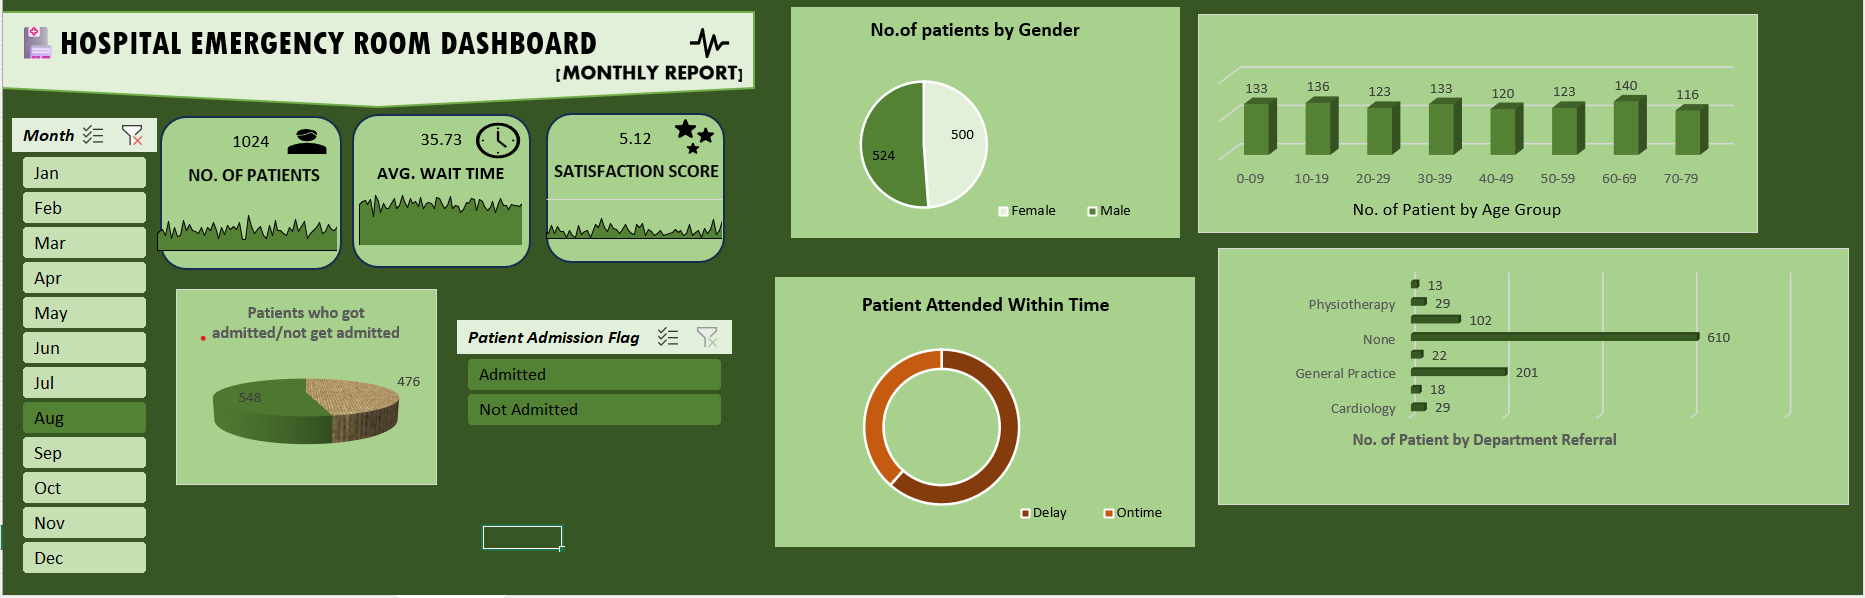 HOSPITAL EMERGENCY ROOM DASHBOARD
[MONTHLY REPORT]
Month
Jan
Feb
Mar
Apr
May
Jun
Jul
Aug
Sep
Oct
Nov
Dec
1024
NO. OF PATIENTS
35.73
AVG. WAIT TIME
5.12
SATISFACTION SCORE
Patients who got
admitted/not get admitted
548
476
Patient Admission Flag
Admitted
Not Admitted
No.of patients by Gender
524
500
Female
Male
Patient Attended Within Time
Delay
Ontime
133
136
123
133
120
123
140
116
0-09
10-19
20-29
30-39
40-49
50-59
60-69
70-79
No. of Patient by Age Group
13
Physiotherapy
29
102
None
610
22
General Practice
201
18
Cardiology
29
No. of Patient by Department Referral